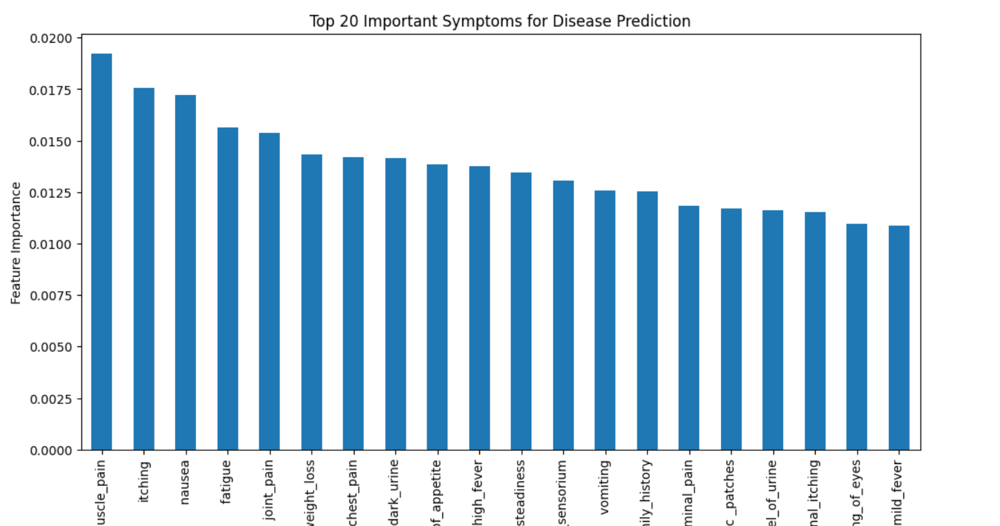 Top 20 Important Symptoms for Disease Prediction
Feature Importance
0.0200
0.0175
0.0150
0.0125
0.0100
0.0075
0.0050
0.0025
0.0000
uscle_pain
itching
nausea
fatigue
joint_pain
weight_loss
chest_pain
dark_urine
of_appetite
high_fever
steadiness
_sensorium
vomiting
ily_history
minal_pain
c _patches
el_of_urine
nal_itching
ng_of_eyes
mild_fever